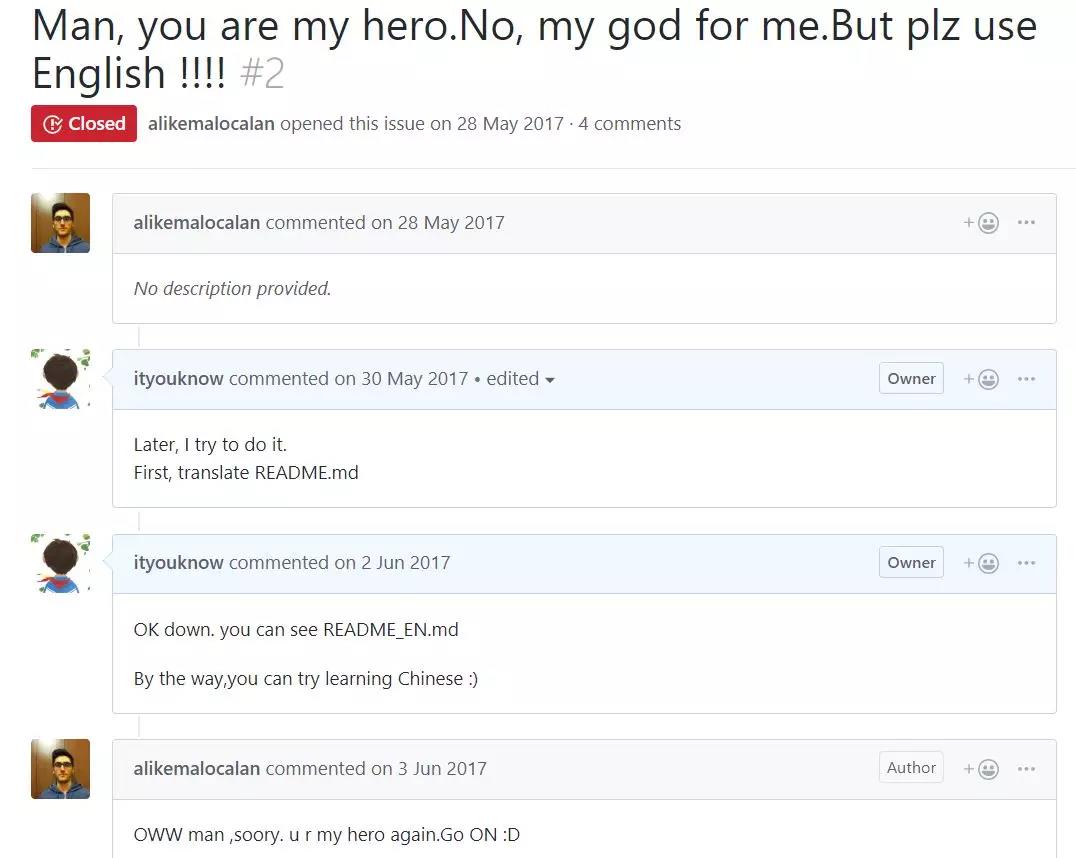 Man, you are my hero.No, my god for me.But plz use
English !!!! #2
Closed alikemalocalan opened this issue on 28 May 2017 · 4 comments
alikemalocalan commented on 28 May 2017
No description provided.
ityouknow commented on 30 May 2017 • edited Owner
Later, I try to do it.
First, translate README.md
ityouknow commented on 2 Jun 2017 Owner
OK down. you can see README_EN.md
By the way,you can try learning Chinese :)
alikemalocalan commented on 3 Jun 2017 Author
OWW man ,soory. u r my hero again.Go ON :D